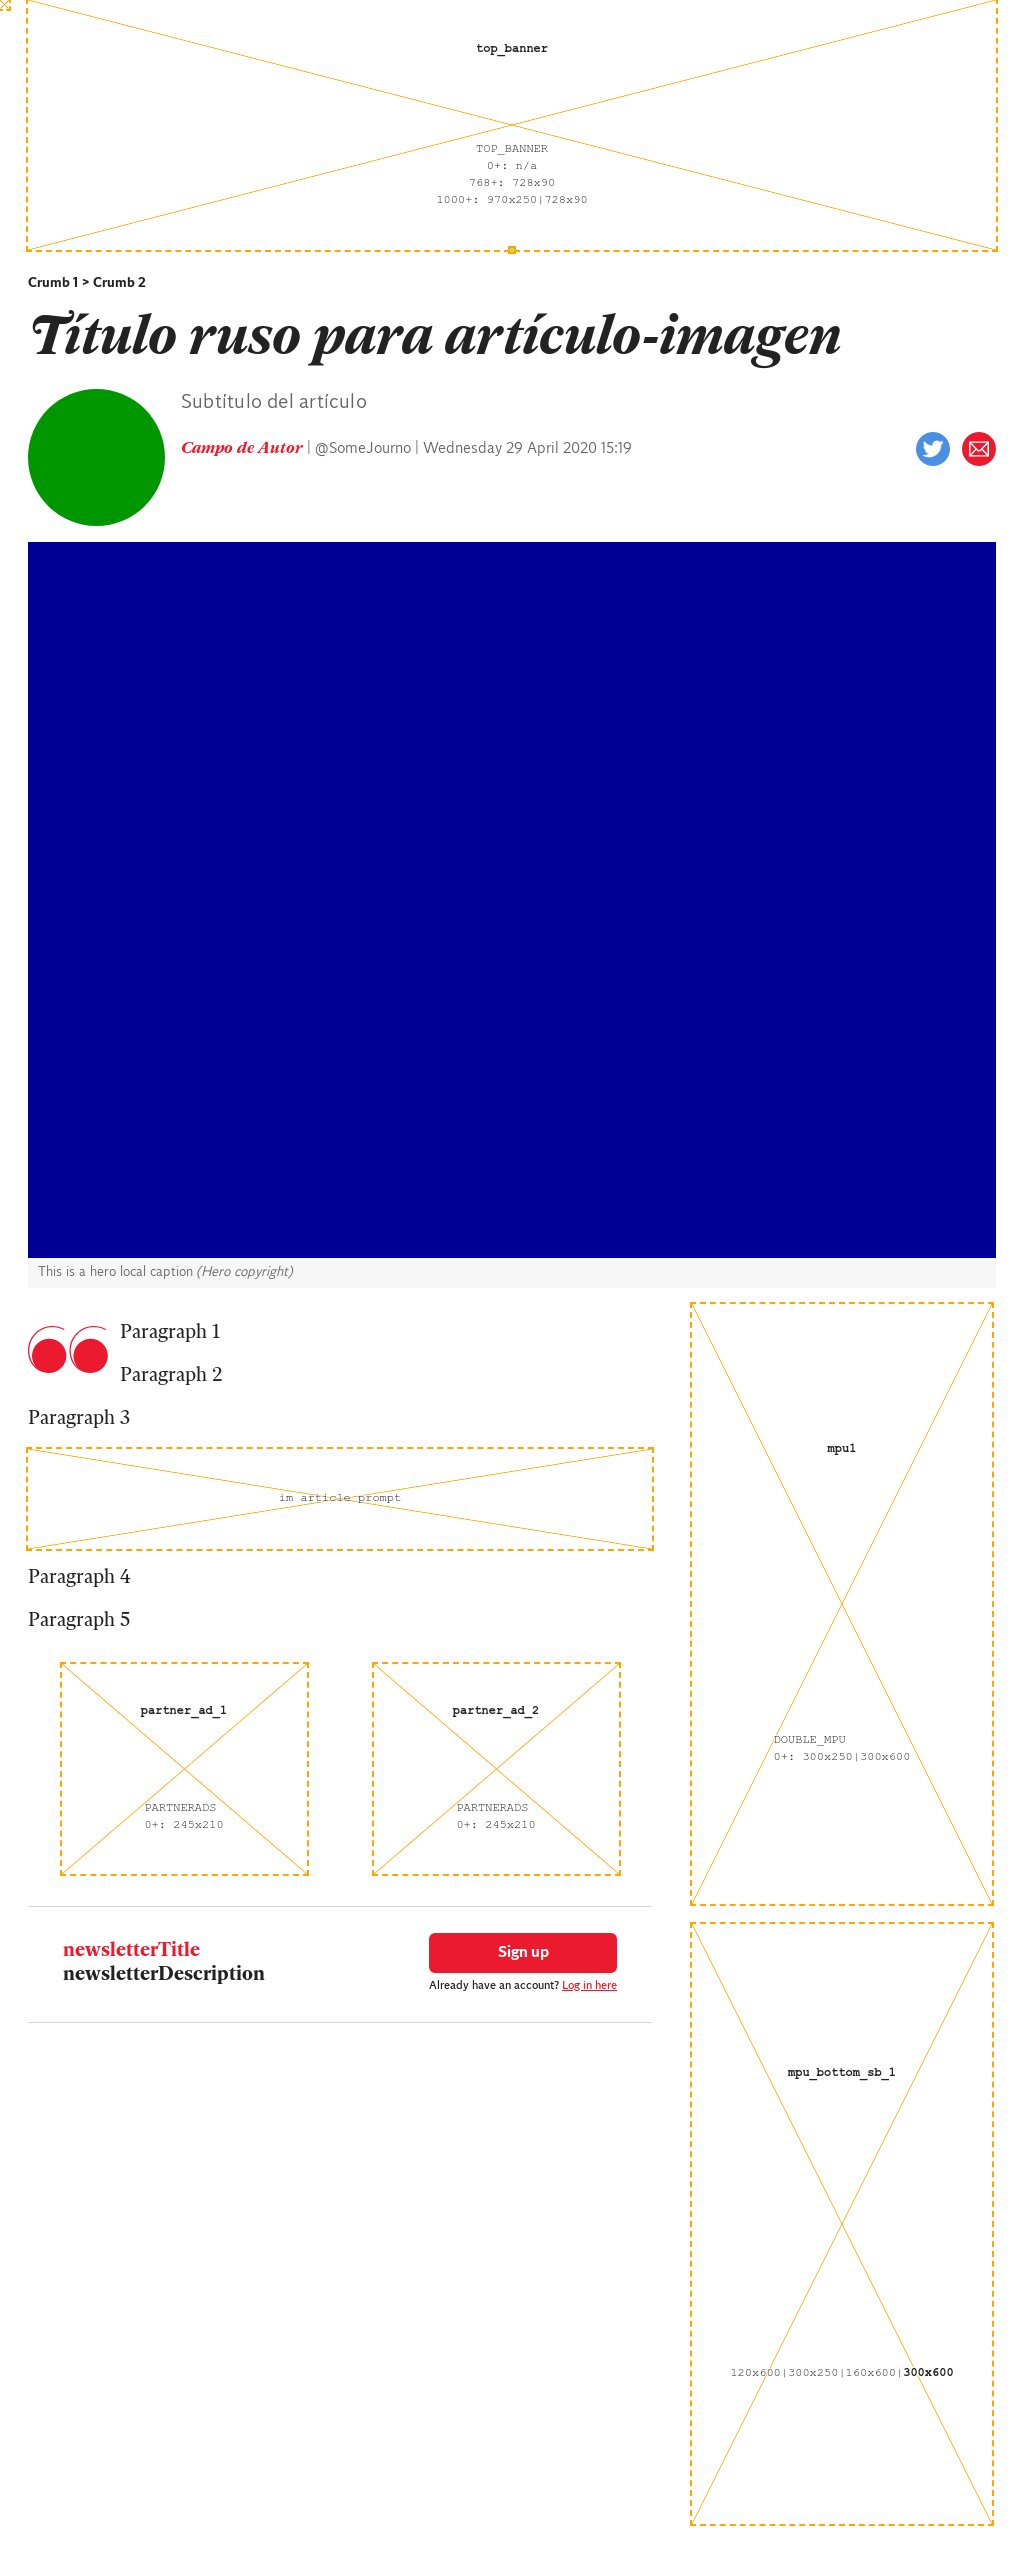 top_banner
TOP_BANNER
0+: n/a
768+: 728x90
1000+: 970x250|728x90
Crumb 1 > Crumb 2
Título ruso para artículo-imagen
Subtítulo del artículo
Campo de Autor | @SomeJourno | Wednesday 29 April 2020 15:19
This is a hero local caption (Hero copyright)
Paragraph 1
Paragraph 2
Paragraph 3
im article prompt
Paragraph 4
Paragraph 5
partner_ad_1
PARTNERADS
0+: 245x210
partner_ad_2
PARTNERADS
0+: 245x210
newsletterTitle
newsletterDescription
Sign up
Already have an account? Log in here
mpu1
DOUBLE_MPU
0+: 300x250|300x600
mpu_bottom_sb_1
120x600|300x250|160x600|300x600